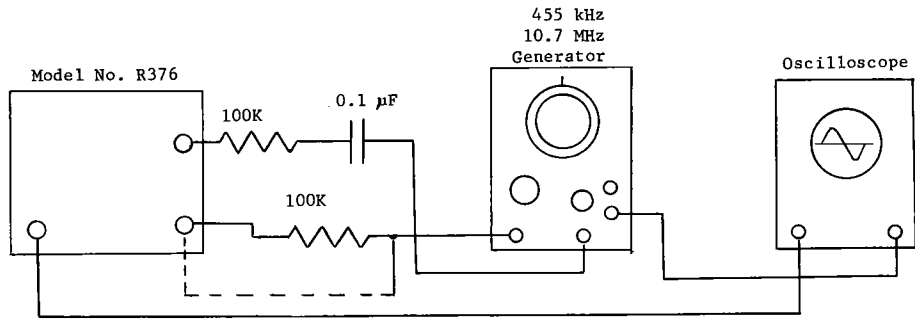 455 kHz
10.7 MHz
Generator
Oscilloscope
Model No. R376
0.1 μF
100K
100K